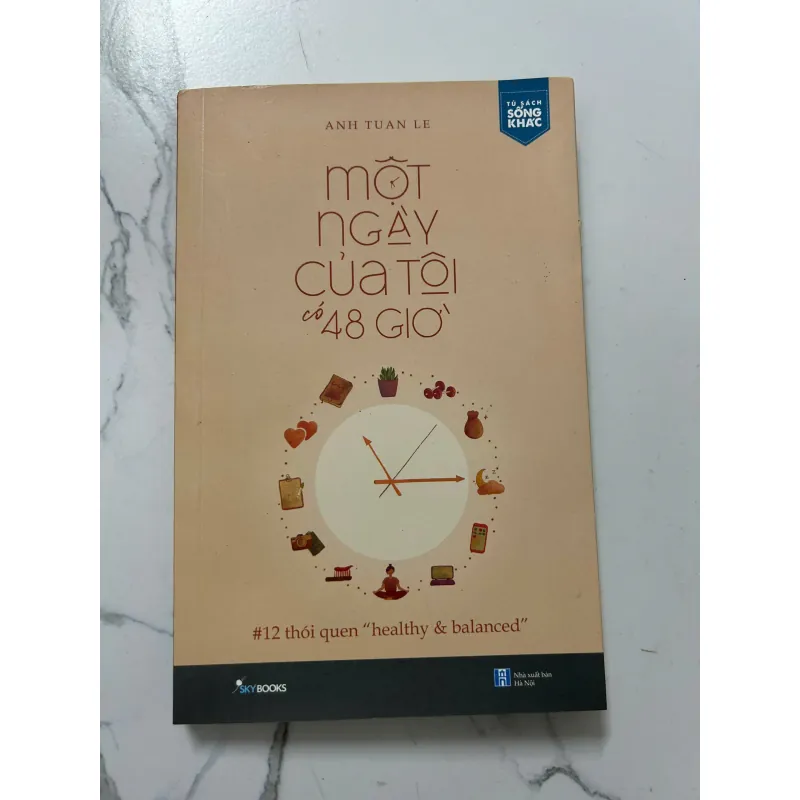 TỦ SÁCH
SỐNG
KHÁC
ANH TUAN LE
MỘT
NGÀY
CỦA TÔI
có 48 GIỜ
#12 thói quen “healthy & balanced”
SKYBOOKS
Nhà xuất bản
Hà Nội